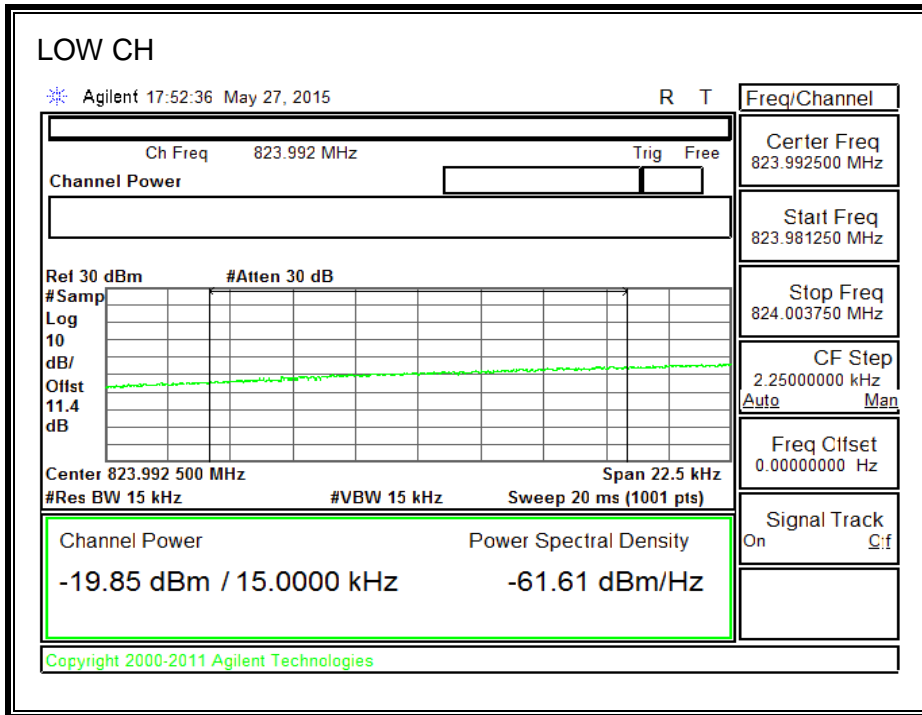 LOW CH
Agilent 17:52:36 May 27, 2015 R T
Freq/Channel
Ch Freq 823.992 MHz Trig Free
Channel Power
Center Freq
823.992500 MHz
Start Freq
823.981250 MHz
Stop Freq
824.003750 MHz
CF Step
2.25000000 kHz
Auto Man
Freq Offset
0.00000000 Hz
Signal Track
On Off
Ref 30 dBm #Atten 30 dB
#Samp
Log
10
dB/
Offst
11.4
dB
Center 823.992 500 MHz Span 22.5 kHz
#Res BW 15 kHz #VBW 15 kHz Sweep 20 ms (1001 pts)
Channel Power Power Spectral Density
-19.85 dBm / 15.0000 kHz -61.61 dBm/Hz
Copyright 2000-2011 Agilent Technologies